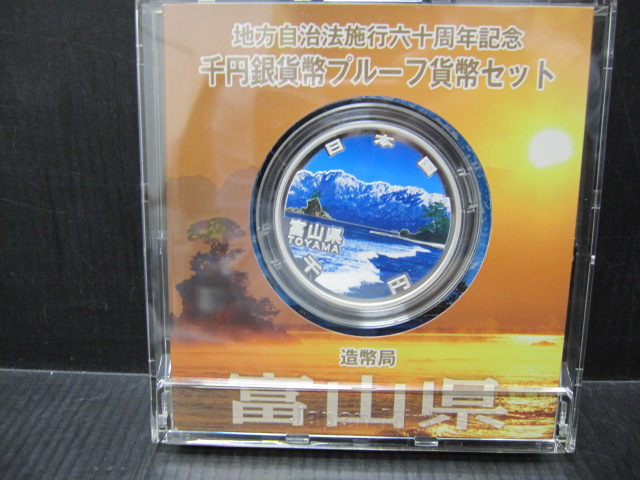 地方自治法施行六十周年記念
千円銀貨幣プルーフ貨幣セット
日本国
富山県
TOYAMA
千円
造幣局
富山県